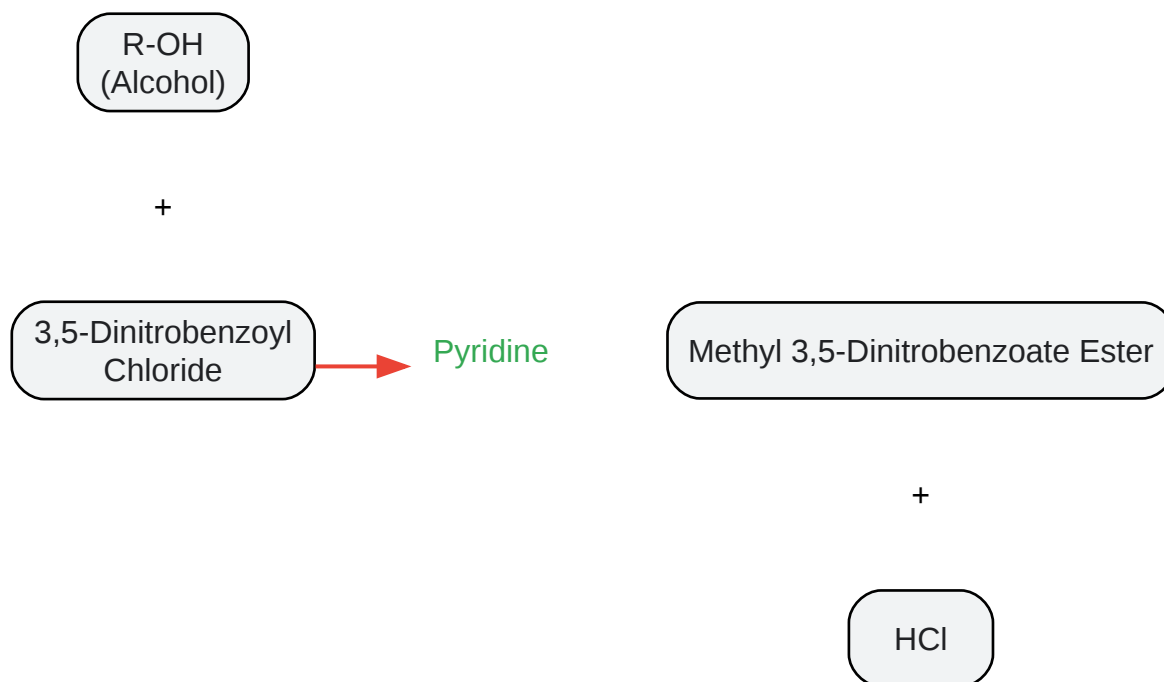 R-OH
(Alcohol)
+
3,5-Dinitrobenzoyl
Chloride
Pyridine
Methyl 3,5-Dinitrobenzoate Ester
+
HCl